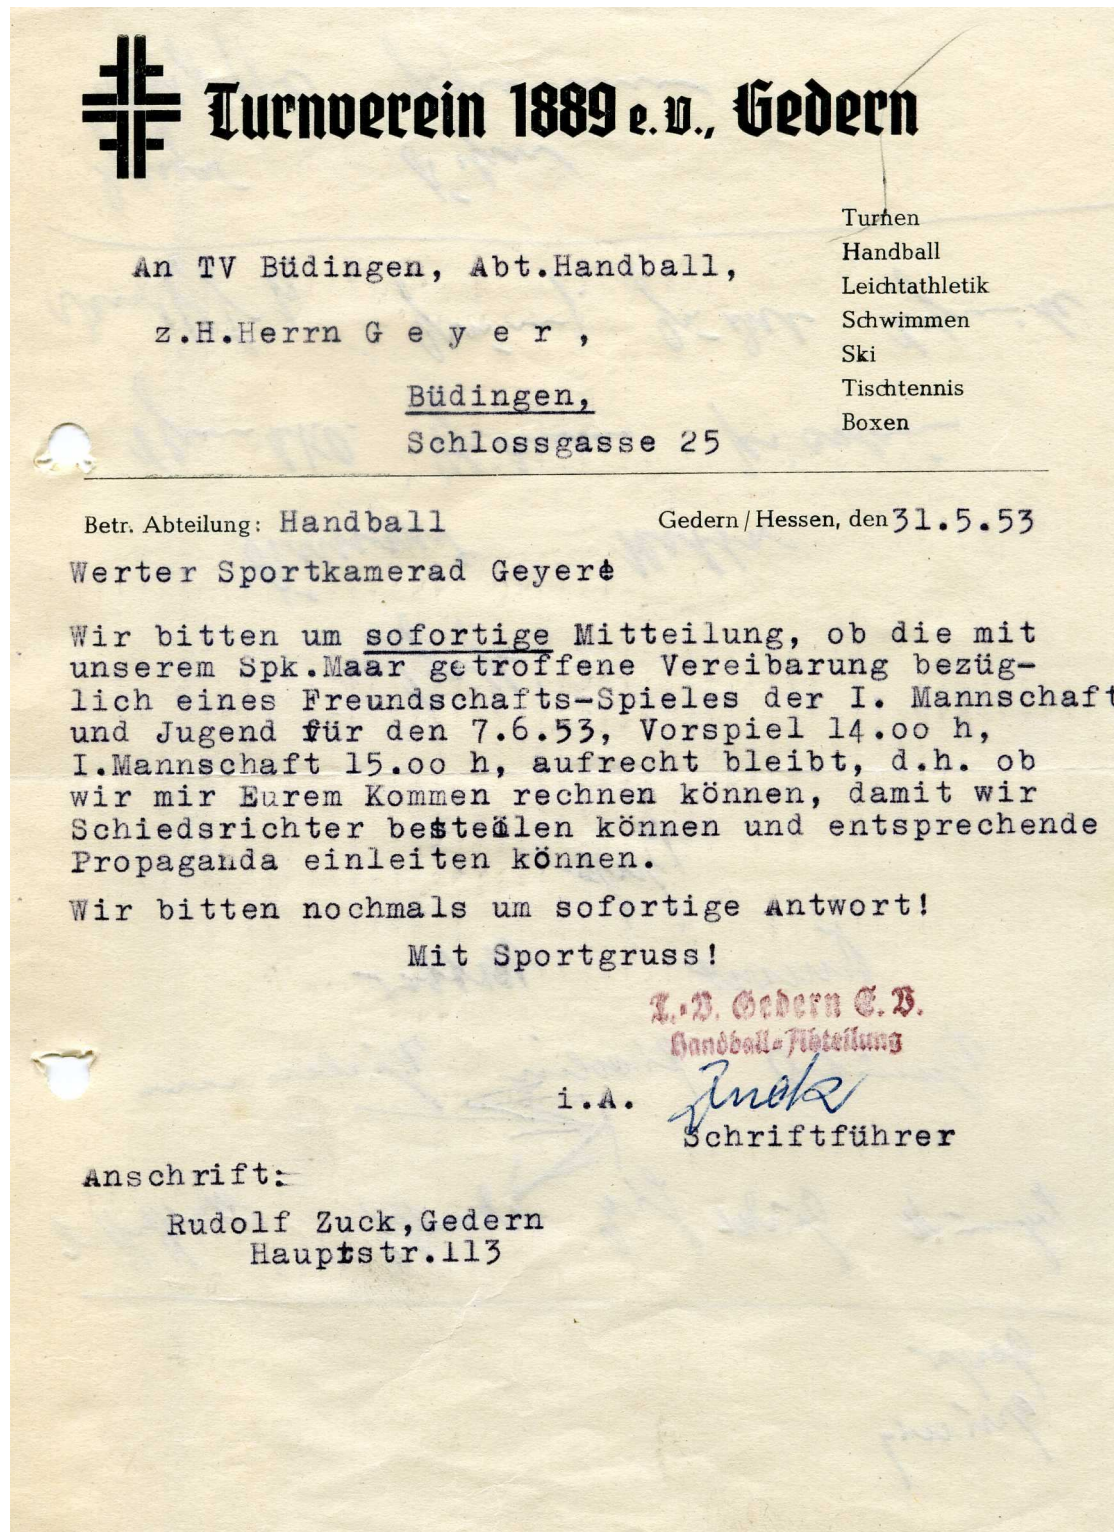 Turnverein 1889 e.V., Gedern
Turnen
Handball
Leichtathletik
Schwimmen
Ski
Tischtennis
Boxen
An TV Büdingen, Abt.Handball,
z.H.Herrn G e y e r ,
Büdingen,
Schlossgasse 25
Betr. Abteilung: Handball
Gedern/Hessen, den 31.5.53
Werter Sportkamerad Geyer!
Wir bitten um sofortige Mitteilung, ob die mit
unserem Spk.Maar getroffene Vereibarung bezüg-
lich eines Freundschafts-Spieles der I. Mannschaft
und Jugend für den 7.6.53, Vorspiel 14.oo h,
I.Mannschaft 15.oo h, aufrecht bleibt, d.h. ob
wir mir Eurem Kommen rechnen können, damit wir
Schiedsrichter bestellen können und entsprechende
Propaganda einleiten können.
Wir bitten nochmals um sofortige Antwort!
Mit Sportgruss!
T.-V. Gedern E.V.
Handball-Abteilung
i.A. Zuck
Schriftführer
Anschrift:
Rudolf Zuck,Gedern
Hauptstr.113